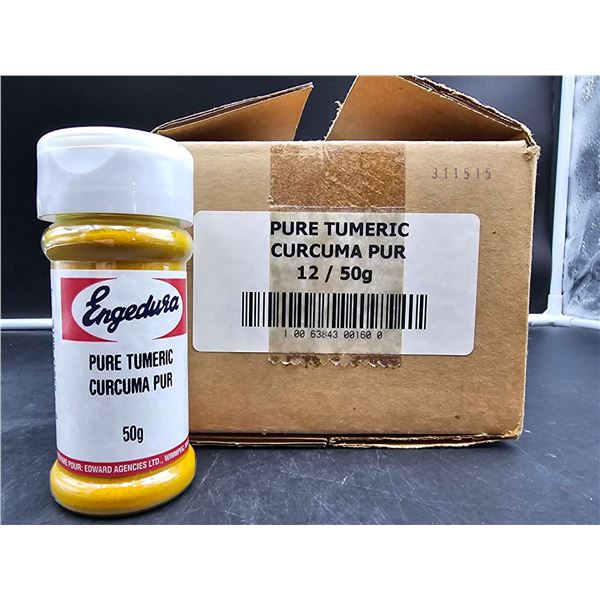 Engedura
PURE TUMERIC
CURCUMA PUR
50g
POUR: EDWARD AGENCIES LTD., WINNIPEG,
311515
PURE TUMERIC
CURCUMA PUR
12 / 50g
1 00 63843 00160 0